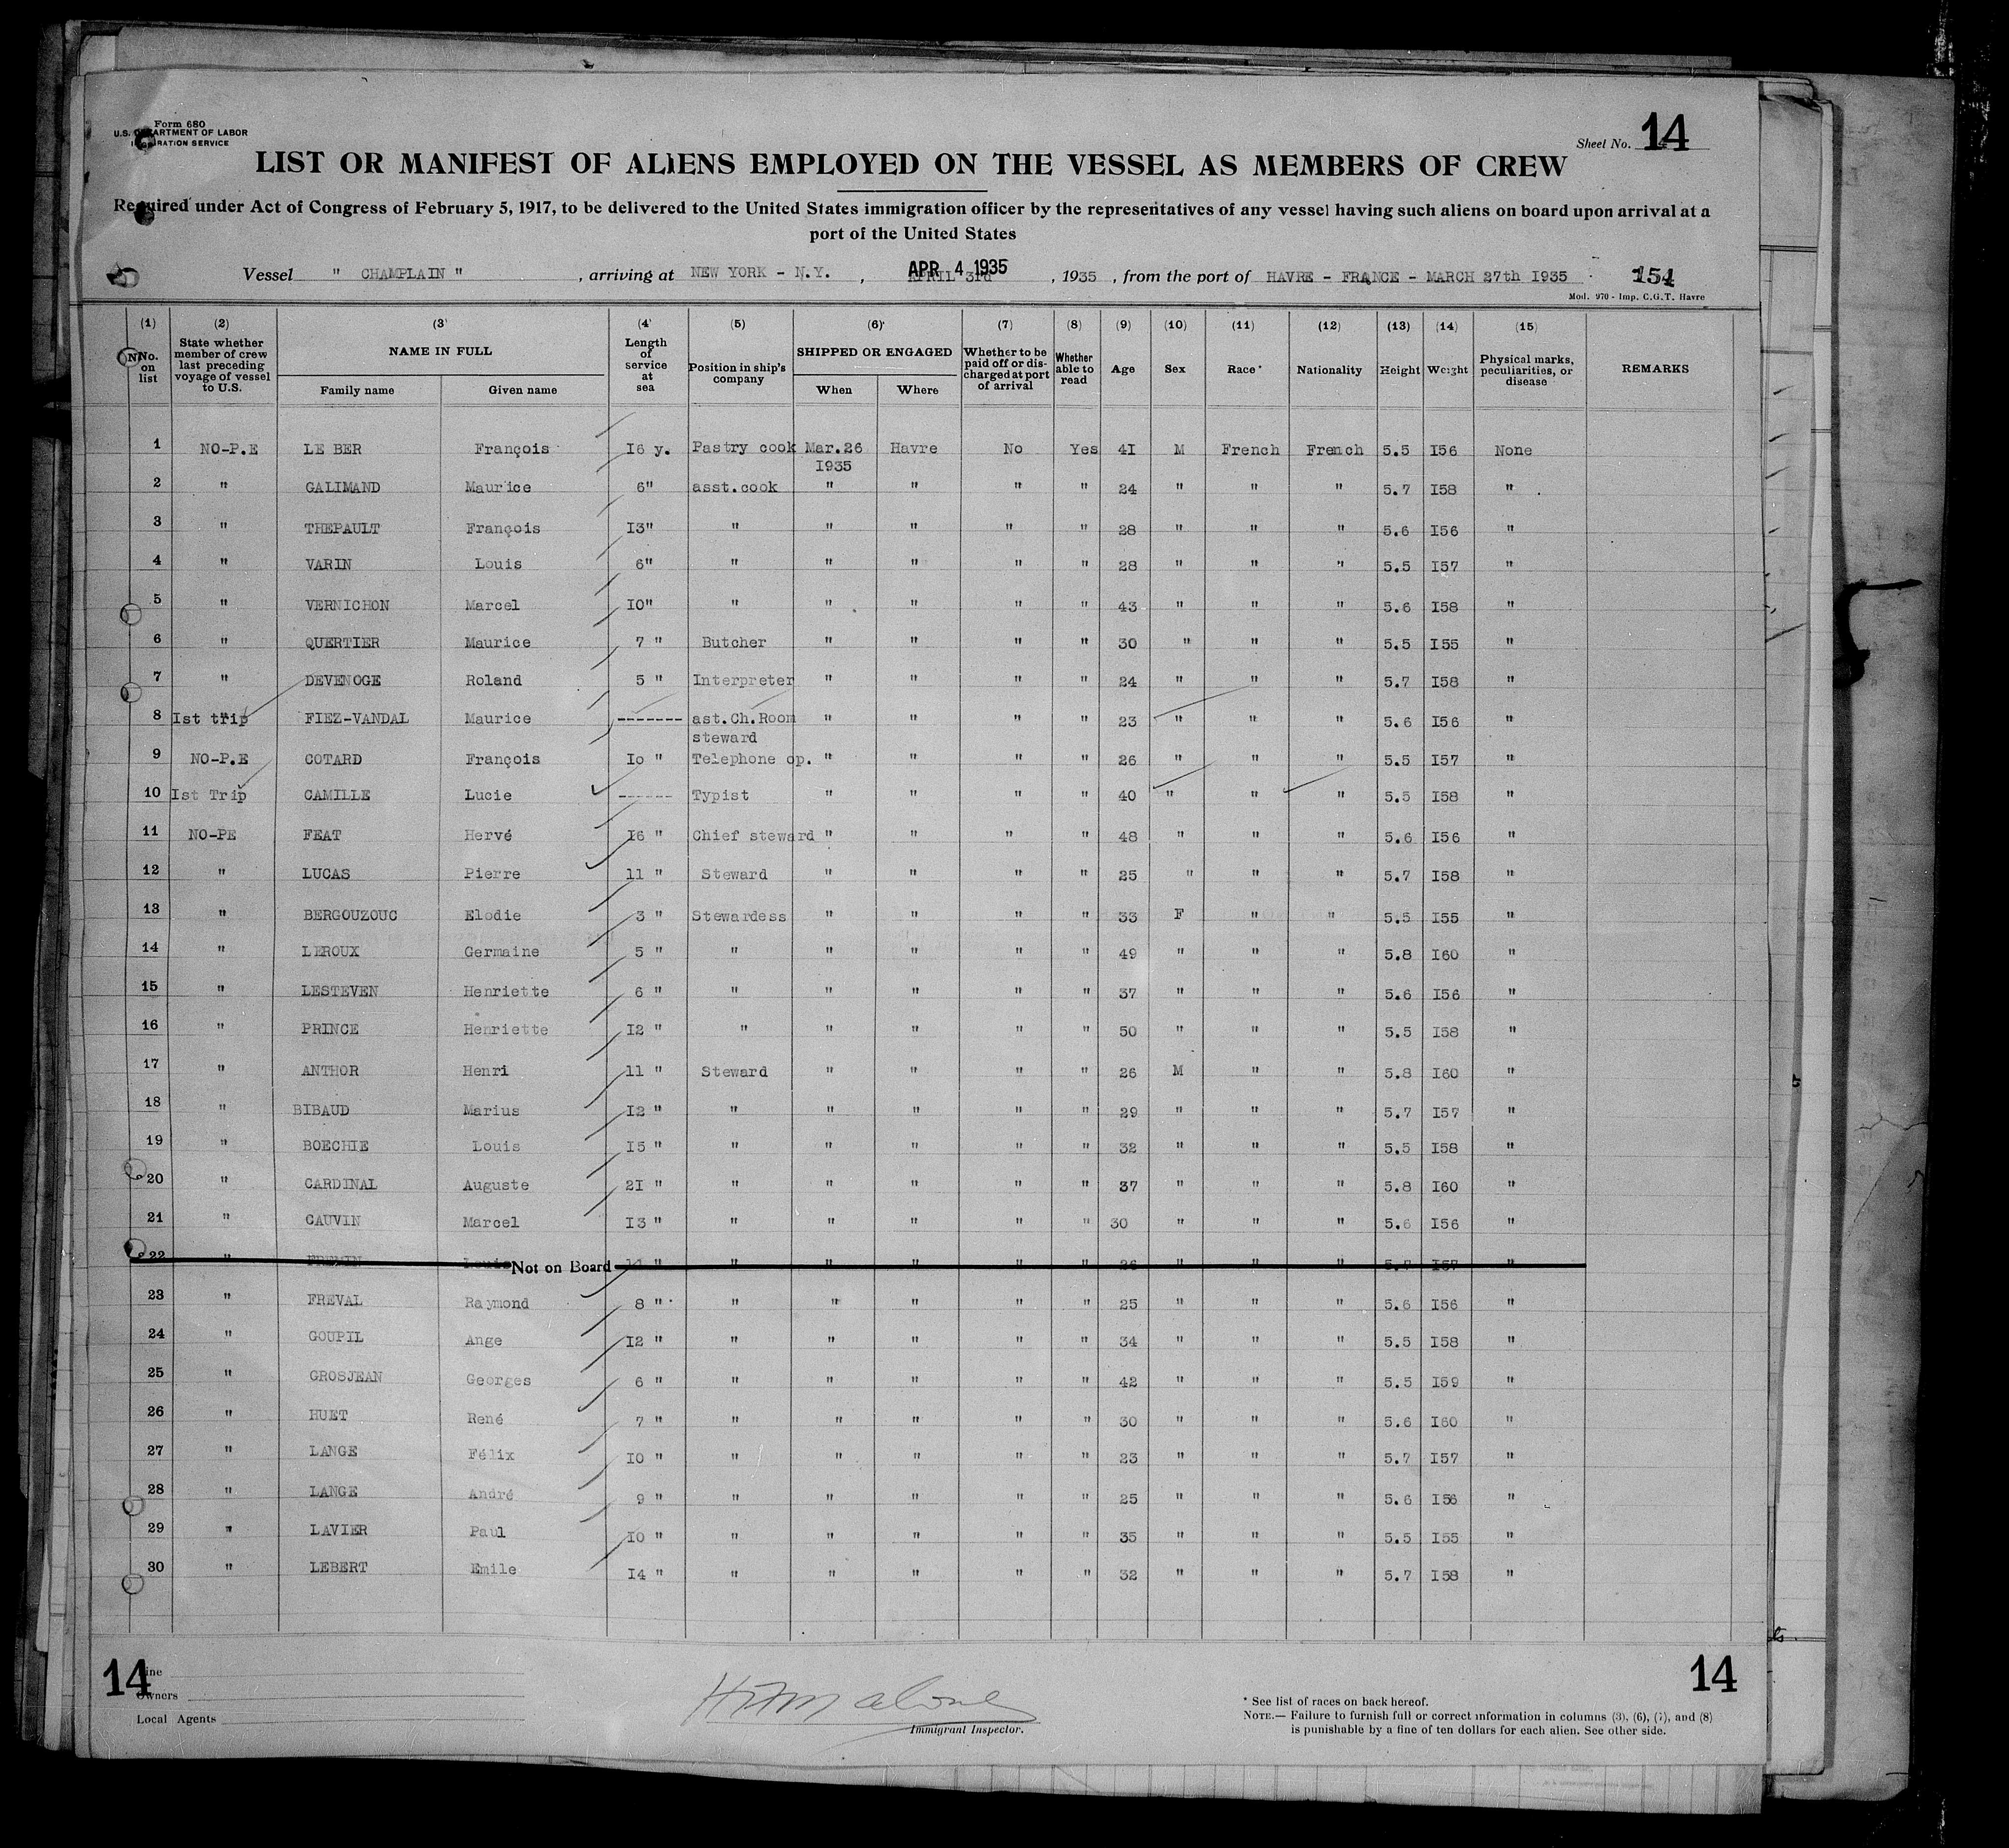 Form 680
U.S. DEPARTMENT OF LABOR
IMMIGRATION SERVICE
Sheet No. 14
LIST OR MANIFEST OF ALIENS EMPLOYED ON THE VESSEL AS MEMBERS OF CREW
Required under Act of Congress of February 5, 1917, to be delivered to the United States immigration officer by the representatives of any vessel having such aliens on board upon arrival at a
port of the United States
Vessel " CHAMPLAIN " , arriving at NEW YORK - N.Y. , APRIL 3rd APR 4 1935 , 1935 , from the port of HAVRE - FRANCE - MARCH 27th 1935 154
Mod. 970 - Imp. C.G.T. Havre
(1) (2) (3) (4) (5) (6) (7) (8) (9) (10) (11) (12) (13) (14) (15)
No. on list State whether member of crew last preceding voyage of vessel to U.S. NAME IN FULL Family name Given name Length of service at sea Position in ship's company SHIPPED OR ENGAGED When Where Whether to be paid off or discharged at port of arrival Whether able to read Age Sex Race* Nationality Height Weight Physical marks, peculiarities, or disease REMARKS
1 NO-P.E LE BER François I6 y. Pastry cook Mar.26 I935 Havre No Yes 4I M French French 5.5 I56 None
2 " GALIMAND Maurice 6" asst.cook " " " " 24 " " " 5.7 I58 "
3 " THEPAULT François I3" " " " " " 28 " " " 5.6 I56 "
4 " VARIN Louis 6" " " " " " 28 " " " 5.5 I57 "
5 " VERNICHON Marcel IO" " " " " " 43 " " " 5.6 I58 "
6 " QUERTIER Maurice 7 " Butcher " " " " 30 " " " 5.5 I55 "
7 " DEVENOGE Roland 5 " Interpreter " " " " 24 " " " 5.7 I58 "
8 Ist trip FIEZ-VANDAL Maurice ------- ast.Ch.Room steward " " " " 23 " " " 5.6 I56 "
9 NO-P.E COTARD François Io " Telephone op. " " " " 26 " " " 5.5 I57 "
10 Ist Trip CAMILLE Lucie ------ Typist " " " " 40 " " " 5.5 I58 "
11 NO-PE FEAT Hervé I6 " Chief steward " " " " 48 " " " 5.6 I56 "
12 " LUCAS Pierre 11 " Steward " " " " 25 " " " 5.7 I58 "
13 " BERGOUZOUC Elodie 3 " Stewardess " " " " 33 F " " 5.5 I55 "
14 " LEROUX Germaine 5 " " " " " " 49 " " " 5.8 I60 "
15 " LESTEVEN Henriette 6 " " " " " " 37 " " " 5.6 I56 "
16 " PRINCE Henriette I2 " " " " " " 50 " " " 5.5 I58 "
17 " ANTHOR Henri 11 " Steward " " " " 26 M " " 5.8 I60 "
18 " BIBAUD Marius I2 " " " " " " 29 " " " 5.7 I57 "
19 " BOECHIE Louis I5 " " " " " " 32 " " " 5.5 I58 "
20 " CARDINAL Auguste 2I " " " " " " 37 " " " 5.8 I60 "
21 " CAUVIN Marcel I3 " " " " " " 30 " " " 5.6 I56 "
22 " Not on Board " " " " " " " " " "
23 " FREVAL Raymond 8 " " " " " " 25 " " " 5.6 I56 "
24 " GOUPIL Ange I2 " " " " " " 34 " " " 5.5 I58 "
25 " GROSJEAN Georges 6 " " " " " " 42 " " " 5.5 I59 "
26 " HUET René 7 " " " " " " 30 " " " 5.6 I60 "
27 " LANGE Félix IO " " " " " " 23 " " " 5.7 I57 "
28 " LANGE André 9 " " " " " " 25 " " " 5.6 I56 "
29 " LAVIER Paul IO " " " " " " 35 " " " 5.5 I55 "
30 " LEBERT Emile I4 " " " " " " 32 " " " 5.7 I58 "
14 Line 14
Owners
Local Agents
Immigrant Inspector.
* See list of races on back hereof.
NOTE.— Failure to furnish full or correct information in columns (3), (6), (7), and (8)
is punishable by a fine of ten dollars for each alien. See other side.